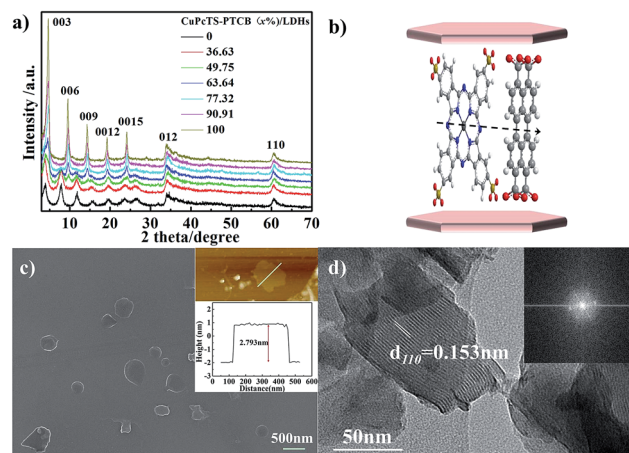 a)
003
006
009
0012
0015
012
110
CuPcTS-PTCB (x%)/LDHs
0
36.63
49.75
63.64
77.32
90.91
100
Intensity /a.u.
10 20 30 40 50 60 70
2 theta/degree
b)
c)
2.793nm
Height (nm)
2
1
0
-1
-2
-3
0 100 200 300 400 500 600
Distance(nm)
500nm
d)
d110=0.153nm
50nm